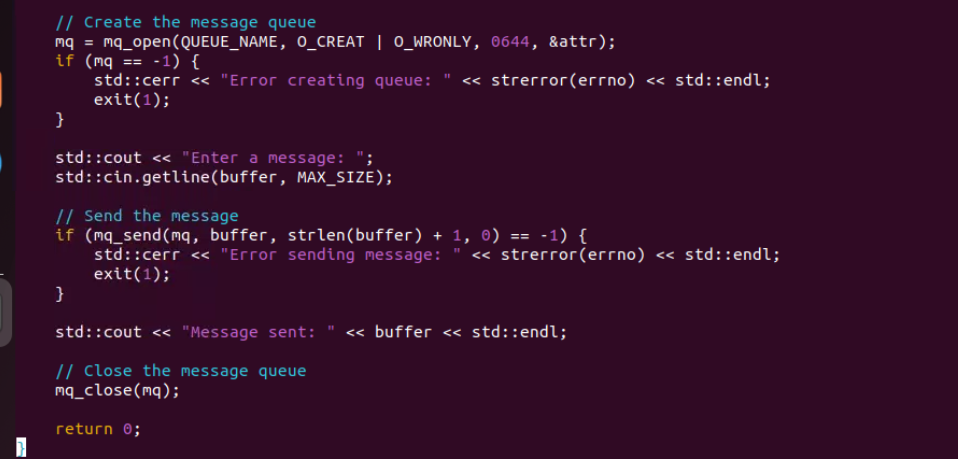 // Create the message queue
mq = mq_open(QUEUE_NAME, O_CREAT | O_WRONLY, 0644, &attr);
if (mq == -1) {
    std::cerr << "Error creating queue: " << strerror(errno) << std::endl;
    exit(1);
}

std::cout << "Enter a message: ";
std::cin.getline(buffer, MAX_SIZE);

// Send the message
if (mq_send(mq, buffer, strlen(buffer) + 1, 0) == -1) {
    std::cerr << "Error sending message: " << strerror(errno) << std::endl;
    exit(1);
}

std::cout << "Message sent: " << buffer << std::endl;

// Close the message queue
mq_close(mq);

return 0;
}